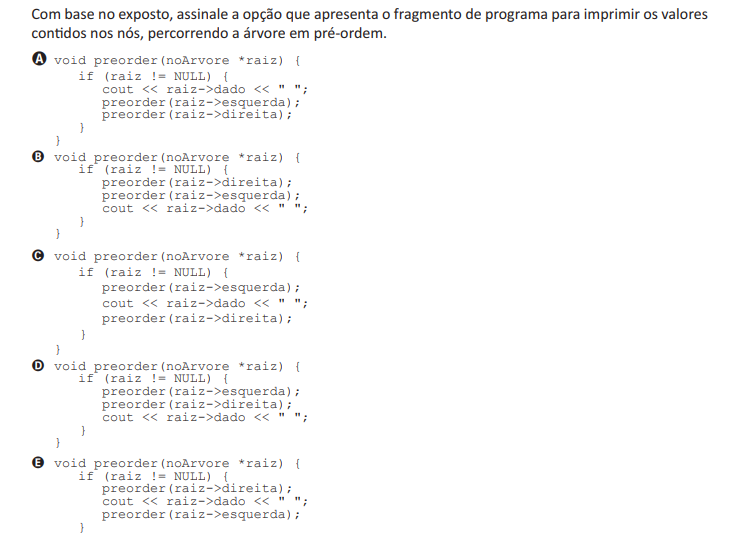 Com base no exposto, assinale a opção que apresenta o fragmento de programa para imprimir os valores
contidos nos nós, percorrendo a árvore em pré-ordem.
A void preorder(noArvore *raiz) {
if (raiz != NULL) {
cout << raiz->dado << " ";
preorder(raiz->esquerda);
preorder(raiz->direita);
}
}
B void preorder(noArvore *raiz) {
if (raiz != NULL) {
preorder(raiz->direita);
preorder(raiz->esquerda);
cout << raiz->dado << " ";
}
}
C void preorder(noArvore *raiz) {
if (raiz != NULL) {
preorder(raiz->esquerda);
cout << raiz->dado << " ";
preorder(raiz->direita);
}
}
D void preorder(noArvore *raiz) {
if (raiz != NULL) {
preorder(raiz->esquerda);
preorder(raiz->direita);
cout << raiz->dado << " ";
}
}
E void preorder(noArvore *raiz) {
if (raiz != NULL) {
preorder(raiz->direita);
cout << raiz->dado << " ";
preorder(raiz->esquerda);
}